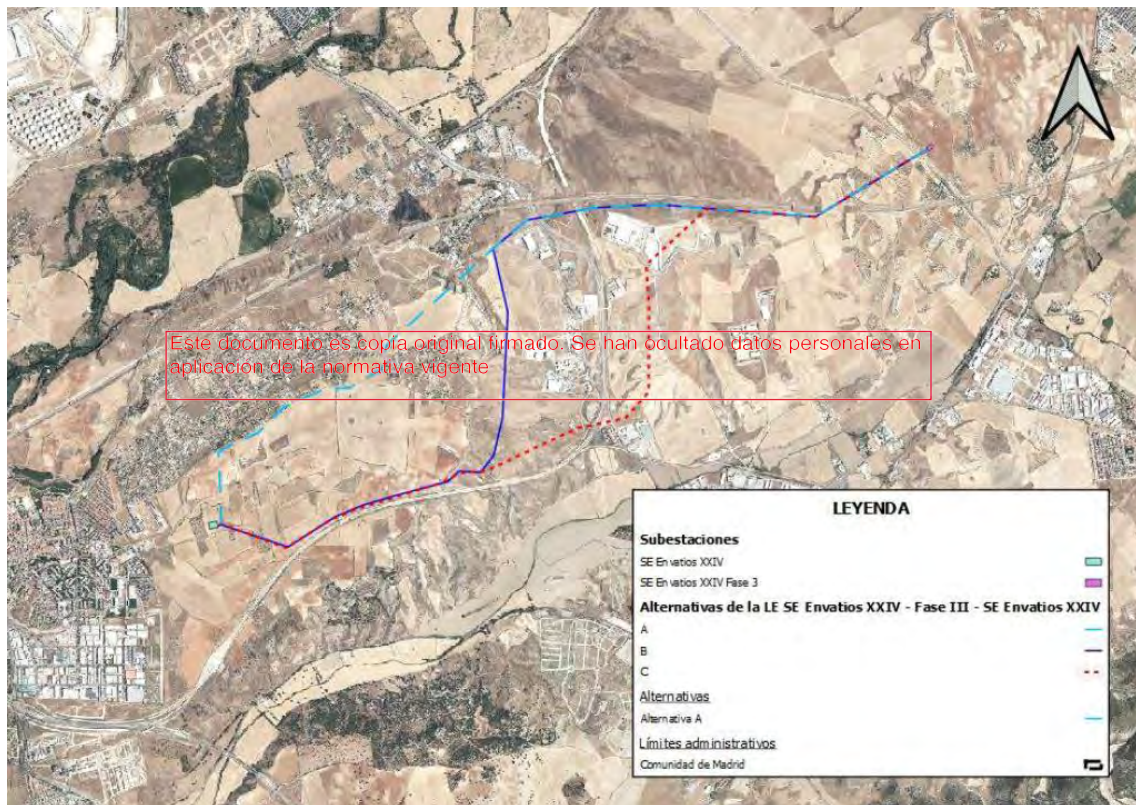 N
Este documento es copia original firmado. Se han ocultado datos personales en
aplicación de la normativa vigente
LEYENDA
Subestaciones
SE Envatios XXIV
SE Envatios XXIV Fase 3
Alternativas de la LE SE Envatios XXIV - Fase III - SE Envatios XXIV
A
B
C
Alternativas
Alternativa A
Límites administrativos
Comunidad de Madrid